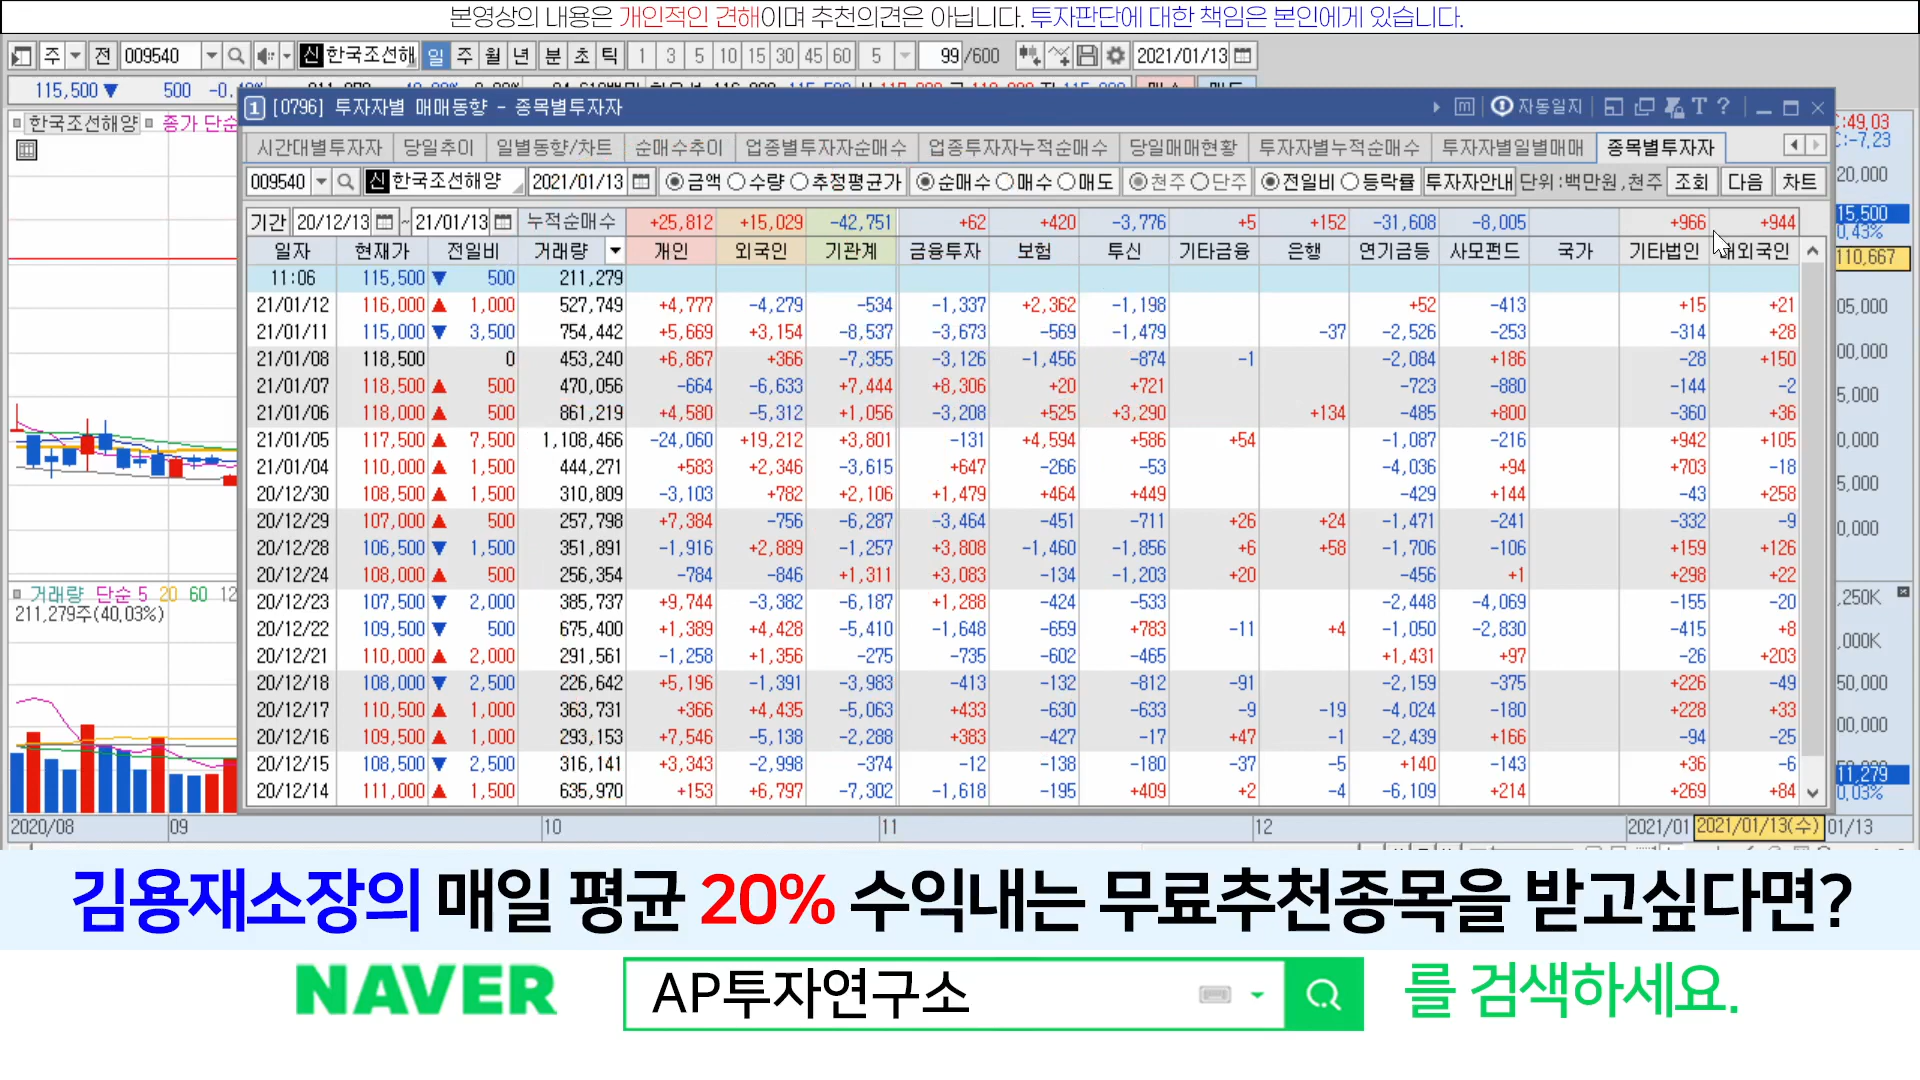 본영상의 내용은 개인적인 견해이며 추천의견은 아닙니다. 투자판단에 대한 책임은 본인에게 있습니다.
주 전 009540 신 한국조선해 일 주 월 년 분 초 틱 1 3 5 10 15 30 45 60 5 99 /600 2021/01/13
115,500 ▼ 500
1 [0796] 투자자별 매매동향 - 종목별투자자 자동일지
한국조선해양 종가 단순
시간대별투자자 당일추이 일별동향/차트 순매수추이 업종별투자자순매수 업종투자자누적순매수 당일매매현황 투자자별누적순매수 투자자별일별매매 종목별투자자
009540 신 한국조선해양 2021/01/13 금액 수량 추정평균가 순매수 매수 매도 천주 단주 전일비 등락률 투자자안내 단위:백만원,천주 조회 다음 차트
기간 20/12/13 ~ 21/01/13 누적순매수 +25,812 +15,029 -42,751 +62 +420 -3,776 +5 +152 -31,608 -8,005 +966 +944
일자 현재가 전일비 거래량 개인 외국인 기관계 금융투자 보험 투신 기타금융 은행 연기금등 사모펀드 국가 기타법인 외국인
11:06 115,500 ▼ 500 211,279
21/01/12 116,000 ▲ 1,000 527,749 +4,777 -4,279 -534 -1,337 +2,362 -1,198 +52 -413 +15 +21
21/01/11 115,000 ▼ 3,500 754,442 +5,669 +3,154 -8,537 -3,673 -569 -1,479 -37 -2,526 -253 -314 +28
21/01/08 118,500 0 453,240 +6,867 +366 -7,355 -3,126 -1,456 -874 -1 -2,084 +186 -28 +150
21/01/07 118,500 ▲ 500 470,056 -664 -6,633 +7,444 +8,306 +20 +721 -723 -880 -144 -2
21/01/06 118,000 ▲ 500 861,219 +4,580 -5,312 +1,056 -3,208 +525 +3,290 +134 -485 +800 -360 +36
21/01/05 117,500 ▲ 7,500 1,108,466 -24,060 +19,212 +3,801 -131 +4,594 +586 +54 -1,087 -216 +942 +105
21/01/04 110,000 ▲ 1,500 444,271 +583 +2,346 -3,615 +647 -266 -53 -4,036 +94 +703 -18
20/12/30 108,500 ▲ 1,500 310,809 -3,103 +782 +2,106 +1,479 +464 +449 -429 +144 -43 +258
20/12/29 107,000 ▲ 500 257,798 +7,384 -756 -6,287 -3,464 -451 -711 +26 +24 -1,471 -241 -332 -9
20/12/28 106,500 ▼ 1,500 351,891 -1,916 +2,889 -1,257 +3,808 -1,460 -1,856 +6 +58 -1,706 -106 +159 +126
20/12/24 108,000 ▲ 500 256,354 -784 -846 +1,311 +3,083 -134 -1,203 +20 -456 +1 +298 +22
20/12/23 107,500 ▼ 2,000 385,737 +9,744 -3,382 -6,187 +1,288 -424 -533 -2,448 -4,069 -155 -20
20/12/22 109,500 ▼ 500 675,400 +1,389 +4,428 -5,410 -1,648 -659 +783 -11 +4 -1,050 -2,830 -415 +8
20/12/21 110,000 ▲ 2,000 291,561 -1,258 +1,356 -275 -735 -602 -465 +1,431 +97 -26 +203
20/12/18 108,000 ▼ 2,500 226,642 +5,196 -1,391 -3,983 -413 -132 -812 -91 -2,159 -375 +226 -49
20/12/17 110,500 ▲ 1,000 363,731 +366 +4,435 -5,063 +433 -630 -633 -9 -19 -4,024 -180 +228 +33
20/12/16 109,500 ▲ 1,000 293,153 +7,546 -5,138 -2,288 +383 -427 -17 +47 -1 -2,439 +166 -94 -25
20/12/15 108,500 ▼ 2,500 316,141 +3,343 -2,998 -374 -12 -138 -180 -37 -5 +140 -143 +36 -6
20/12/14 111,000 ▲ 1,500 635,970 +153 +6,797 -7,302 -1,618 -195 +409 +2 -4 -6,109 +214 +269 +84
거래량 단순 5 20 60
211,279주(40,03%)
2020/08 09 10 11 12 2021/01 2021/01/13(수) 01/13
김용재소장의 매일 평균 20% 수익내는 무료추천종목을 받고싶다면?
NAVER AP투자연구소 를 검색하세요.